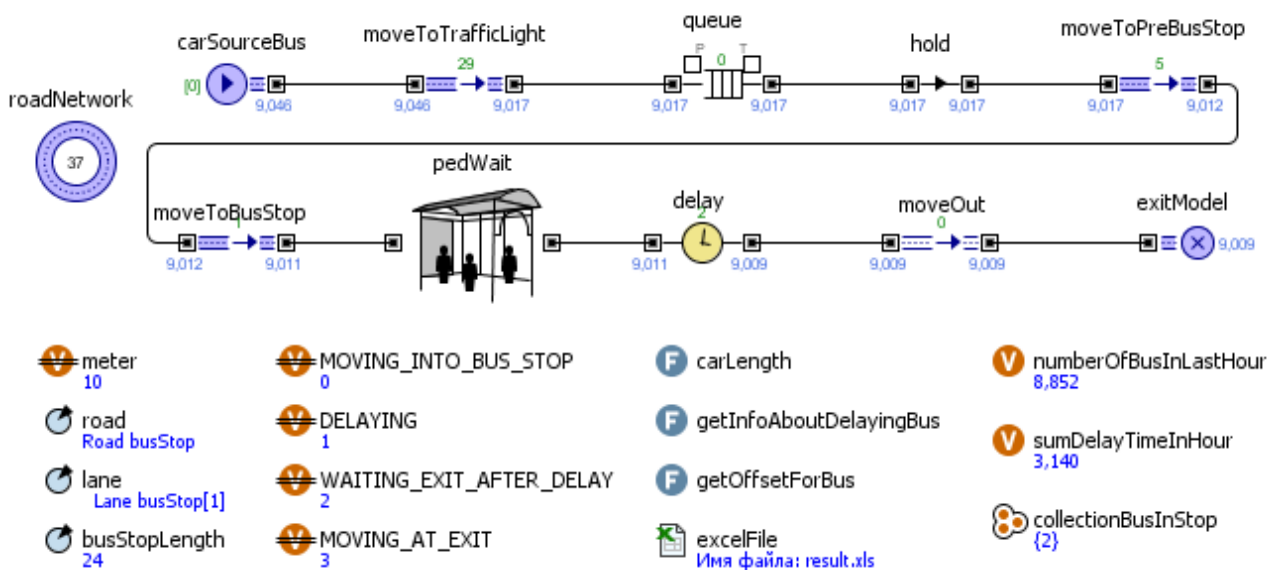 queue
carSourceBus
moveToTrafficLight
hold
moveToPreBusStop
P T
[0]
29
0
5
9,046
9,046
9,017
9,017
9,017
9,017
9,017
9,017
9,012
roadNetwork
37
pedWait
moveToBusStop
delay
moveOut
exitModel
1
2
0
9,012
9,011
9,011
9,009
9,009
9,009
9,009
meter
10
MOVING_INTO_BUS_STOP
0
carLength
numberOfBusInLastHour
8,852
road
Road busStop
DELAYING
1
getInfoAboutDelayingBus
sumDelayTimeInHour
3,140
lane
Lane busStop[1]
WAITING_EXIT_AFTER_DELAY
2
getOffsetForBus
collectionBusInStop
{2}
busStopLength
24
MOVING_AT_EXIT
3
excelFile
Имя файла: result.xls